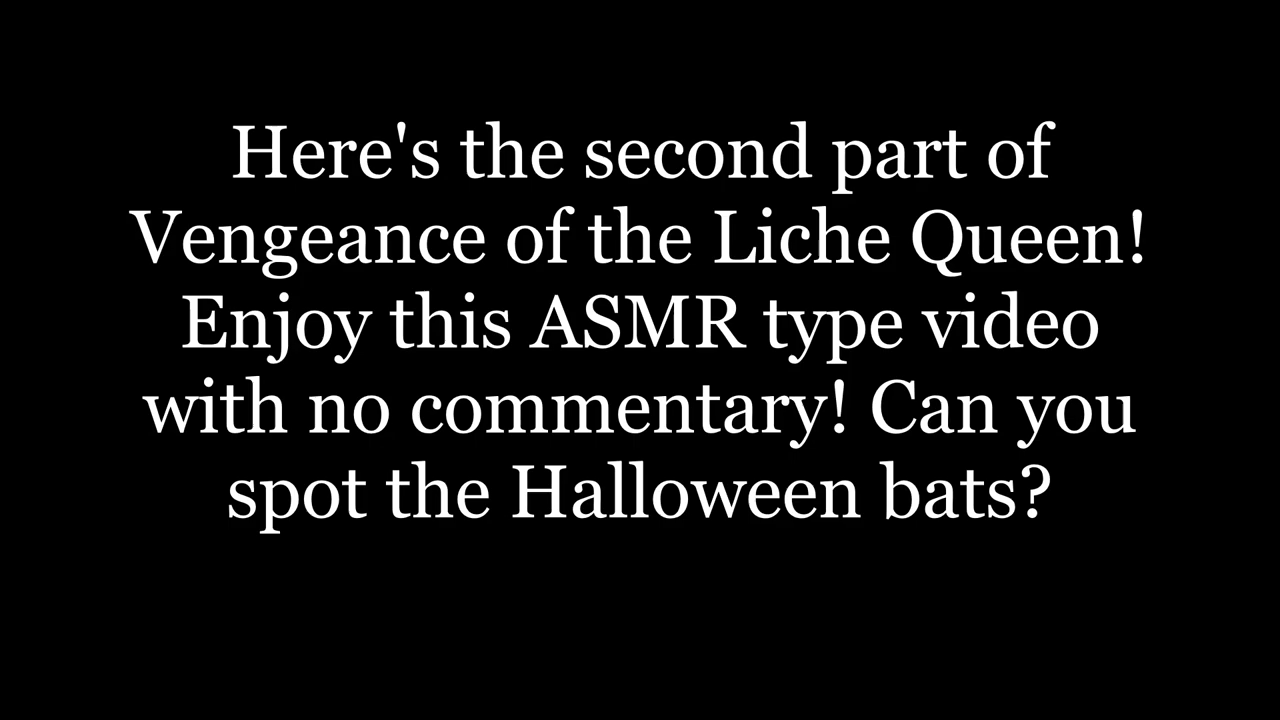 Here's the second part of
Vengeance of the Liche Queen!
Enjoy this ASMR type video
with no commentary! Can you
spot the Halloween bats?